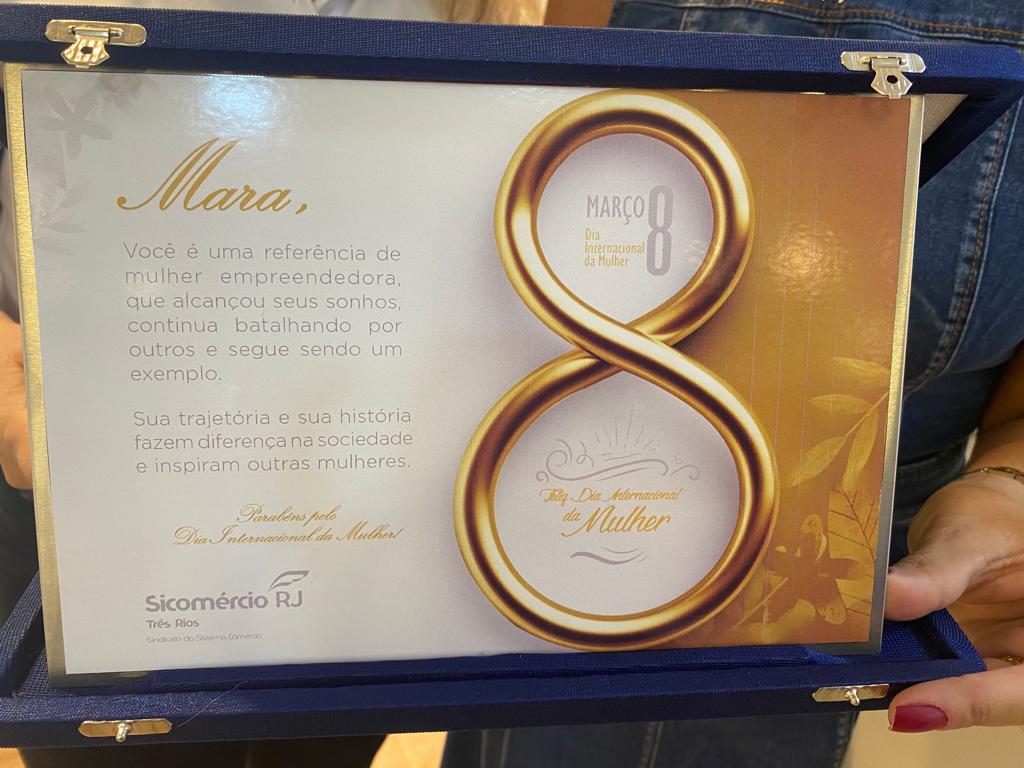 Mara,
Você é uma referência de
mulher empreendedora,
que alcançou seus sonhos,
continua batalhando por
outros e segue sendo um
exemplo.
Sua trajetória e sua história
fazem diferença na sociedade
e inspiram outras mulheres.
Parabéns pelo
Dia Internacional da Mulher!
Sicomércio RJ
Três Rios
Sindicato do Sistema Comércio
MARÇO 8
Dia
Internacional
da Mulher
Feliz Dia Internacional
da Mulher